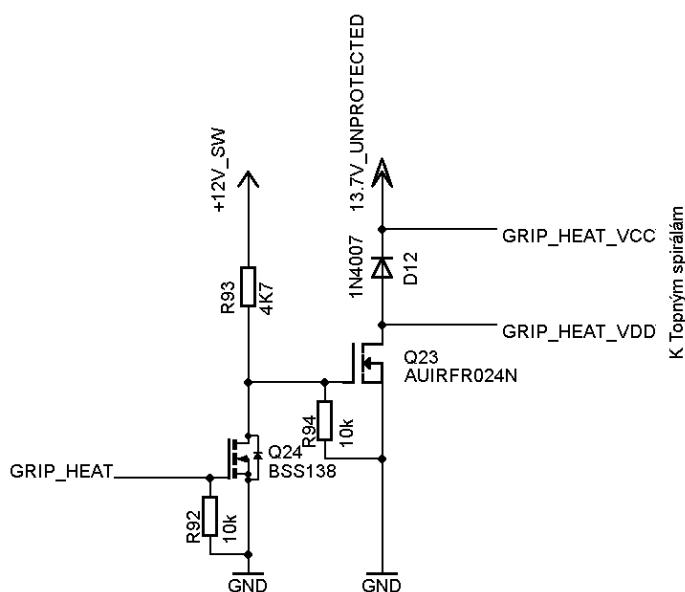 +12V_SW
13.7V_UNPROTECTED
GRIP_HEAT_VCC
1N4007
D12
K Topným spirálám
R93
4K7
GRIP_HEAT_VDD
Q23
AUIRFR024N
R94
10k
Q24
BSS138
GRIP_HEAT
R92
10k
GND
GND